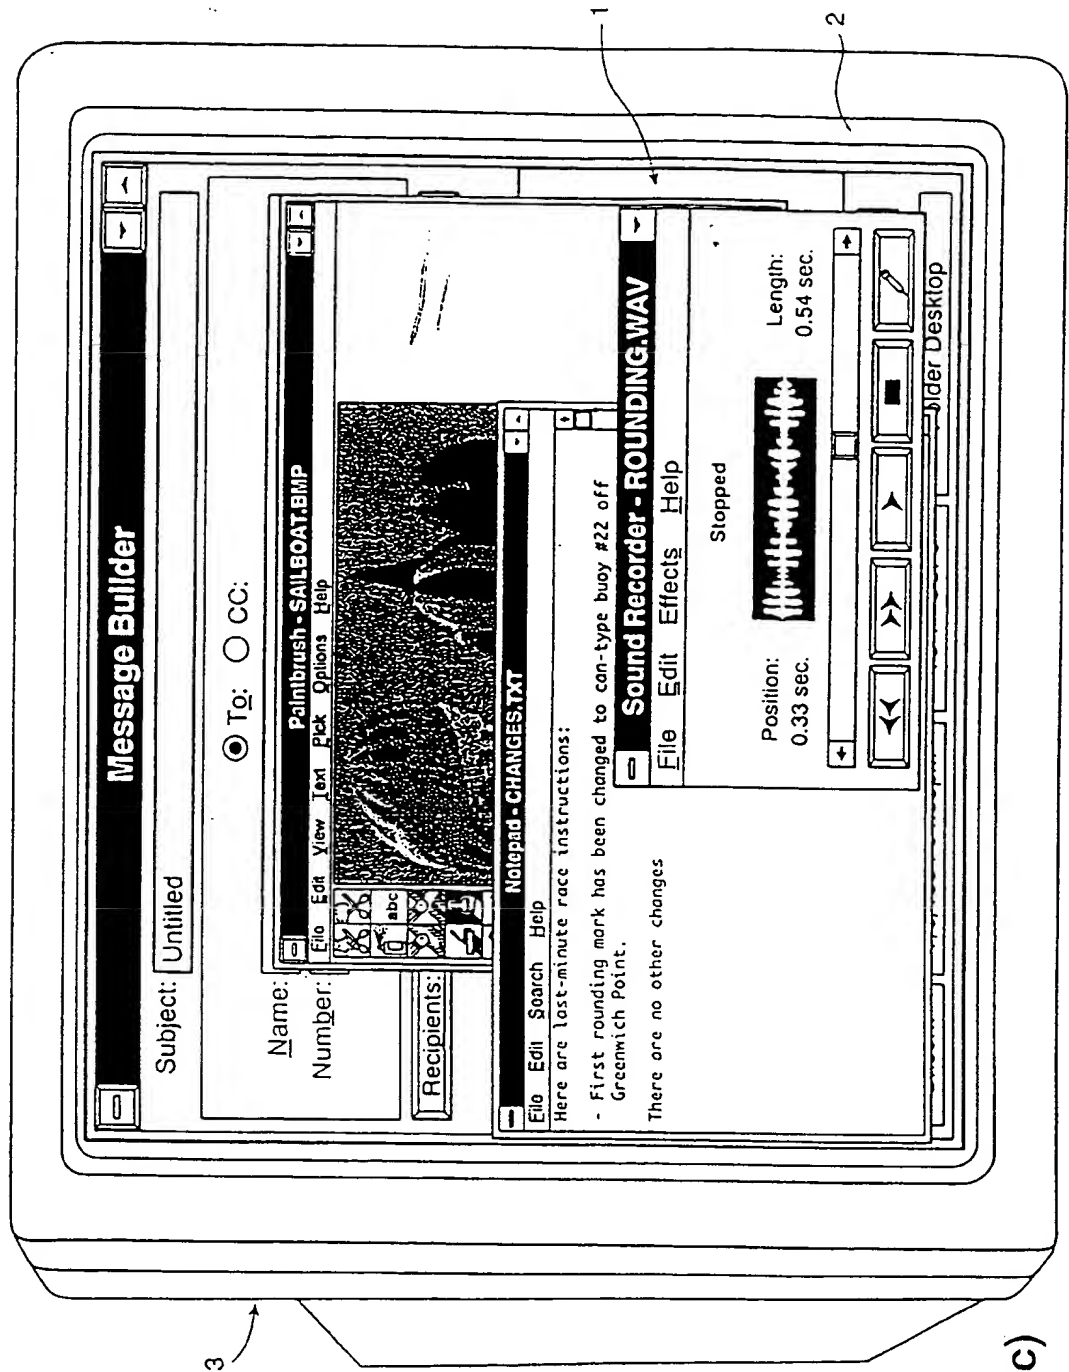 Message Builder
Subject: Untitled
To: CC:
Name:
Number:
Recipients:
Paintbrush - SAILBOAT.BMP
File Edit View Text Pick Options Help
abc
Notepad - CHANGES.TXT
File Edit Search Help
Here are last-minute race instructions:
- First rounding mark has been changed to can-type buoy #22 off
Greenwich Point.
There are no other changes
Sound Recorder - ROUNDING.WAV
File Edit Effects Help
Stopped
Position: Length:
0.33 sec. 0.54 sec.
Desktop
1
2
3
c)